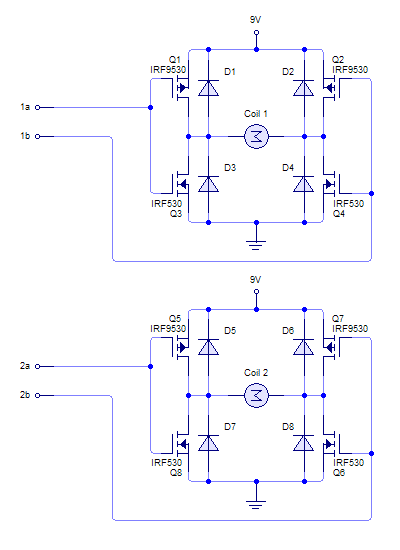 9V
Q1
IRF9530
D1
D2
Q2
IRF9530
1a
Coil 1
1b
D3
D4
IRF530
Q3
IRF530
Q4
9V
Q5
IRF9530
D5
D6
Q7
IRF9530
2a
Coil 2
2b
D7
D8
IRF530
Q8
IRF530
Q6